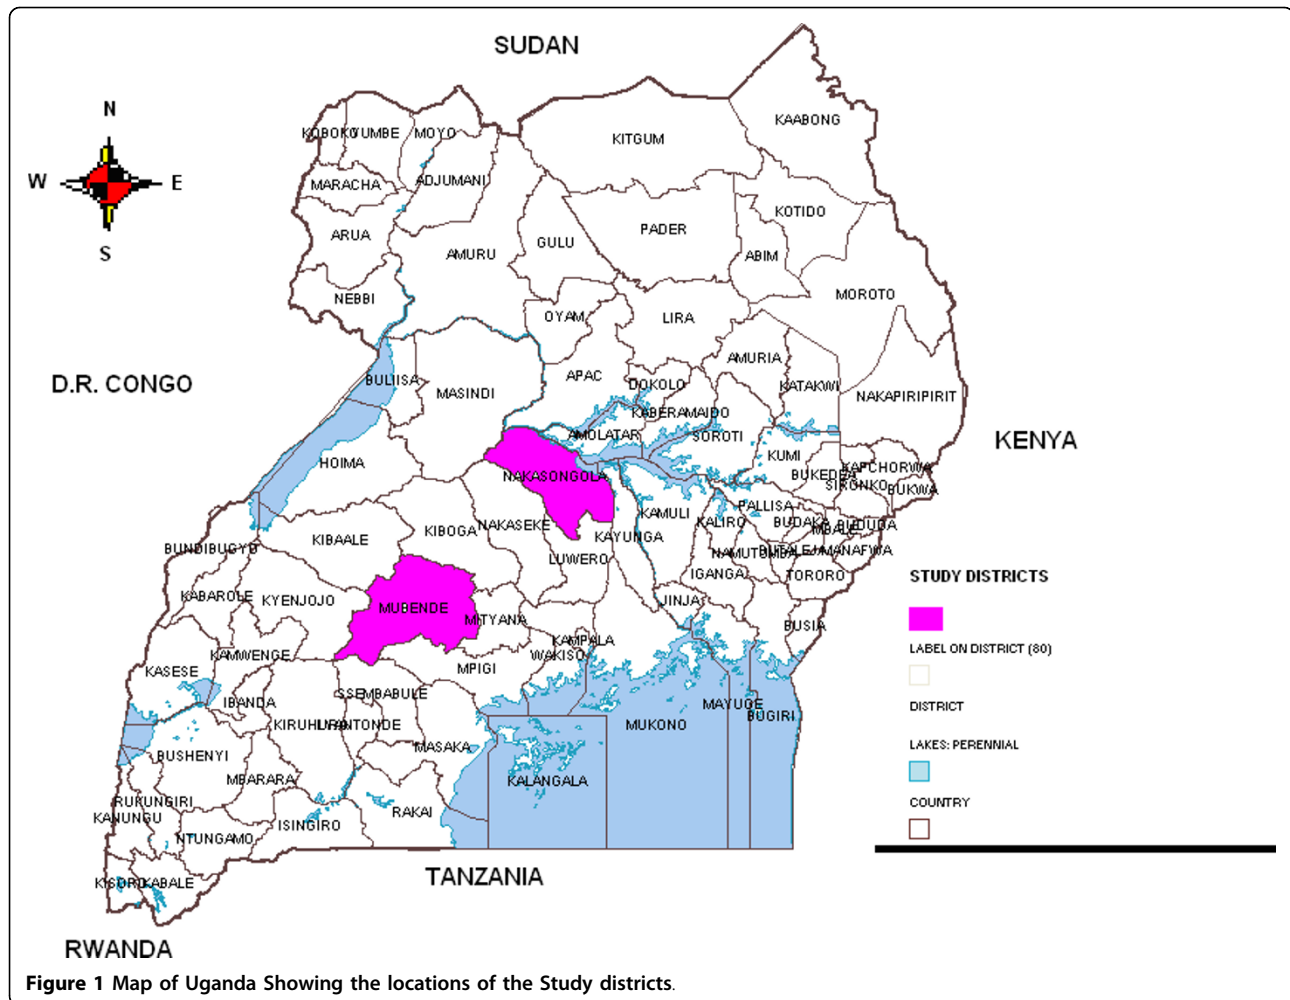 SUDAN
N
W
E
S
KAABONG
KITGUM
KOBOKO
YUMBE
MOYO
MARACHA
ADJUMANI
KOTIDO
ARUA
GULU
PADER
AMURU
ABIM
NEBBI
MOROTO
OYAM
LIRA
AMURIA
D.R. CONGO
BULIISA
MASINDI
APAC
DOKOLO
KATAKWI
NAKAPIRIPIRIT
KABERAMAIDO
AMOLATAR
SOROTI
KENYA
HOIMA
KUMI
NAKASONGOLA
BUKEDEA
KAPCHORWA
SIRONKO
BUKWA
KAMULI
PALLISA
KIBOGA
NAKASEKE
KALIRO
BUDAKA
MBALE
BUDUDA
KIBAALE
KAYUNGA
BUNDIBUGYO
LUWERO
NAMUTUMBA
BUTALEJA
MANAFWA
IGANGA
TORORO
KABAROLE
KYENJOJO
MUBENDE
JINJA
MITYANA
BUSIA
KAMPALA
KAMWENGE
WAKISO
KASESE
MPIGI
SSEMBABULE
IBANDA
KIRUHURA
LYANTONDE
MUKONO
MAYUGE
BUGIRI
MASAKA
BUSHENYI
MBARARA
KALANGALA
RUKUNGIRI
KANUNGU
RAKAI
ISINGIRO
NTUNGAMO
KISORO
KABALE
TANZANIA
RWANDA
STUDY DISTRICTS
LABEL ON DISTRICT (80)
DISTRICT
LAKES: PERENNIAL
COUNTRY
Figure 1 Map of Uganda Showing the locations of the Study districts.